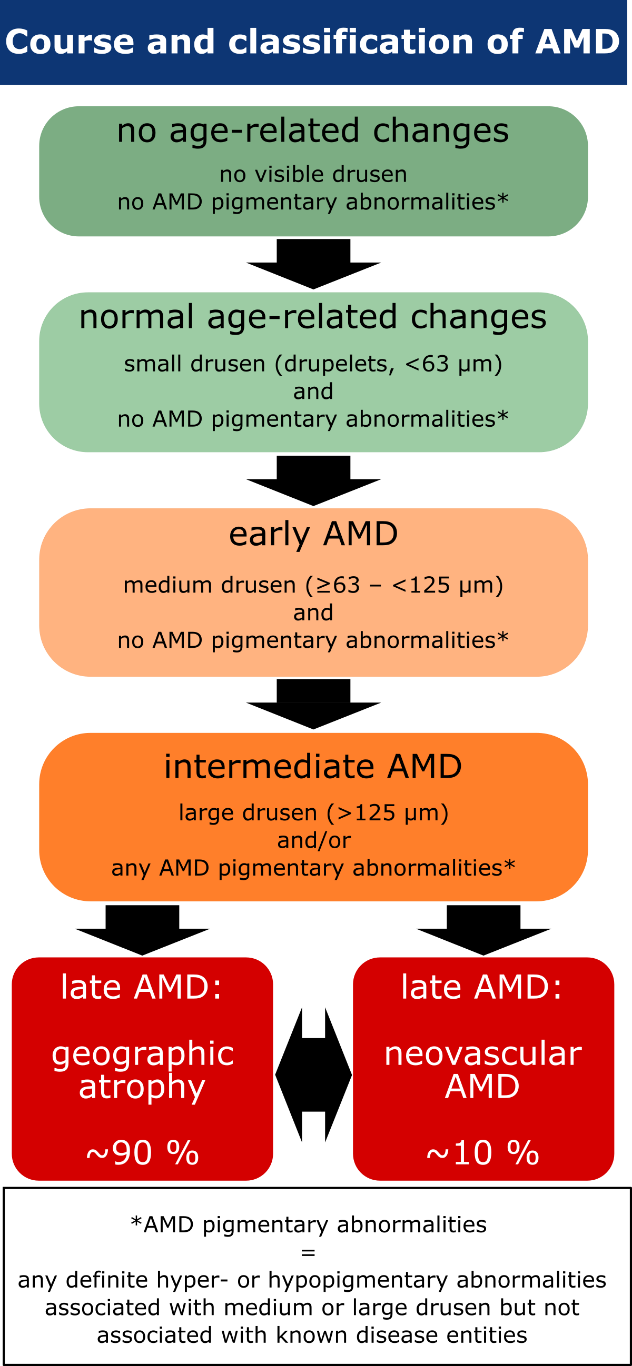 Course and classification of AMD
no age-related changes
no visible drusen
no AMD pigmentary abnormalities*
normal age-related changes
small drusen (drupelets, <63 µm)
and
no AMD pigmentary abnormalities*
early AMD
medium drusen (≥63 – <125 µm)
and
no AMD pigmentary abnormalities*
intermediate AMD
large drusen (>125 µm)
and/or
any AMD pigmentary abnormalities*
late AMD:
geographic
atrophy
~90 %
late AMD:
neovascular
AMD
~10 %
*AMD pigmentary abnormalities
=
any definite hyper- or hypopigmentary abnormalities
associated with medium or large drusen but not
associated with known disease entities